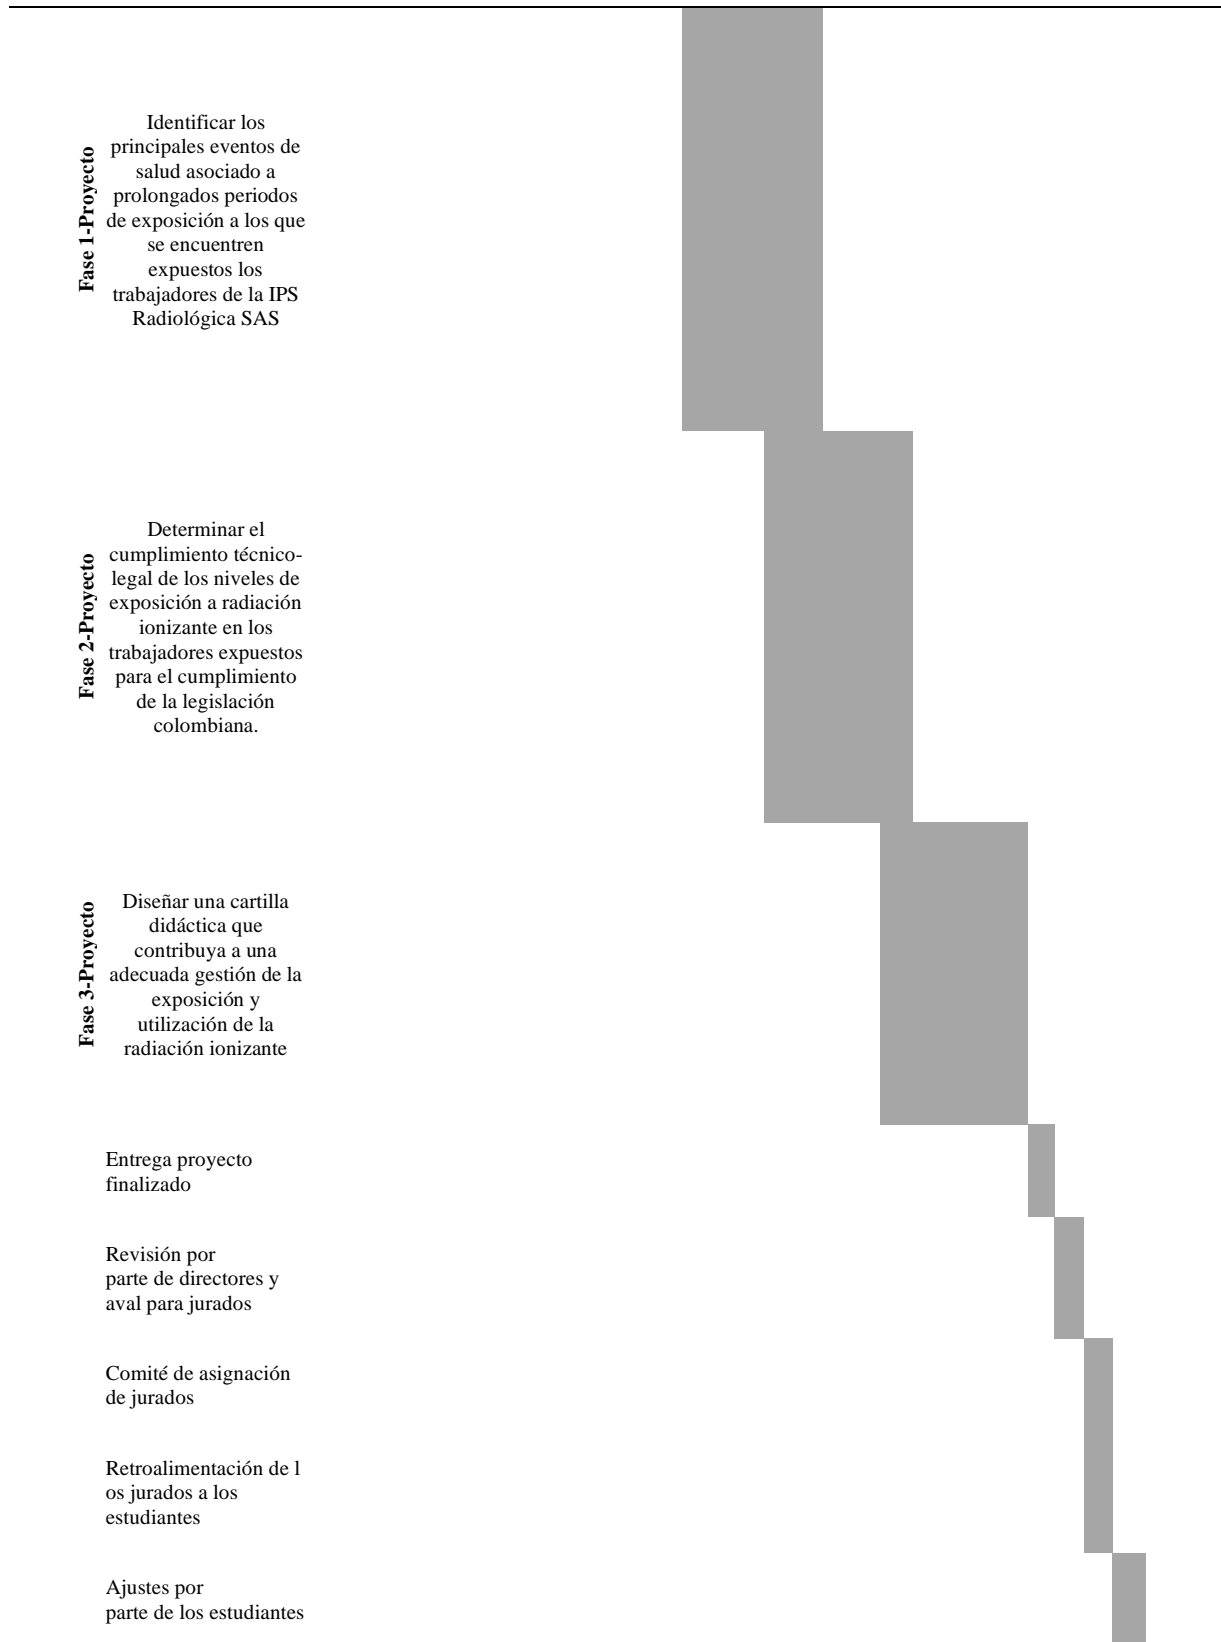 Fase 1-Proyecto
Identificar los
principales eventos de
salud asociado a
prolongados periodos
de exposición a los que
se encuentren
expuestos los
trabajadores de la IPS
Radiológica SAS
Fase 2-Proyecto
Determinar el
cumplimiento técnico-
legal de los niveles de
exposición a radiación
ionizante en los
trabajadores expuestos
para el cumplimiento
de la legislación
colombiana.
Fase 3-Proyecto
Diseñar una cartilla
didáctica que
contribuya a una
adecuada gestión de la
exposición y
utilización de la
radiación ionizante
Entrega proyecto
finalizado
Revisión por
parte de directores y
aval para jurados
Comité de asignación
de jurados
Retroalimentación de l
os jurados a los
estudiantes
Ajustes por
parte de los estudiantes